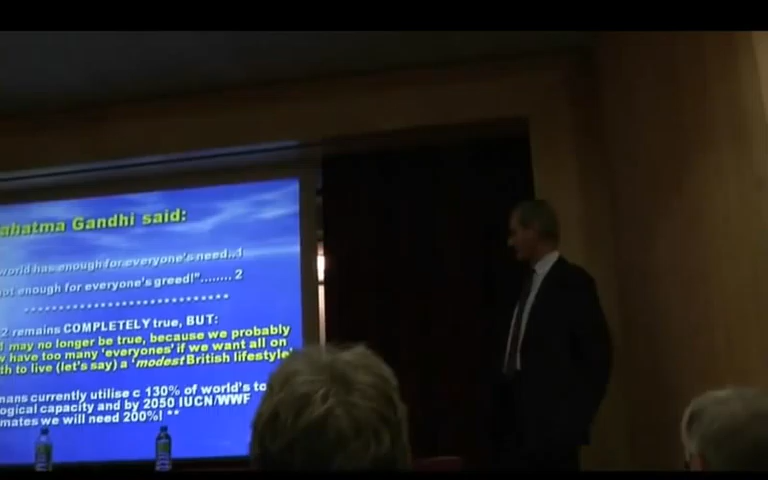 ahatma Gandhi said:
world has enough for everyone's need..1
ot enough for everyone's greed!"........ 2
2 remains COMPLETELY true, BUT:
1 may no longer be true, because we probably
have too many 'everyones' if we want all on
th to live (let's say) a 'modest British lifestyle'
mans currently utilise c 130% of world's to
ogical capacity and by 2050 IUCN/WWF
mates we will need 200%! **